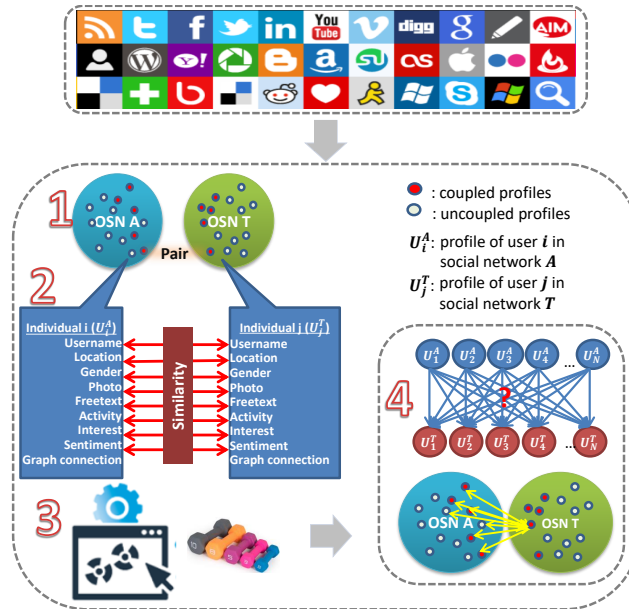 You
Tube
digg
g
AIM
Y!
B
a
as
b
S
1
OSN A
OSN T
Pair
: coupled profiles
: uncoupled profiles
U_i^A: profile of user i in
social network A
U_j^T: profile of user j in
social network T
2
Individual i (U_i^A)
Username
Location
Gender
Photo
Freetext
Activity
Interest
Sentiment
Graph connection
Similarity
Individual j (U_j^T)
Username
Location
Gender
Photo
Freetext
Activity
Interest
Sentiment
Graph connection
3
4
U_1^A U_2^A U_3^A U_4^A ... U_N^A
?
U_1^T U_2^T U_3^T U_4^T ... U_N^T
OSN A
OSN T